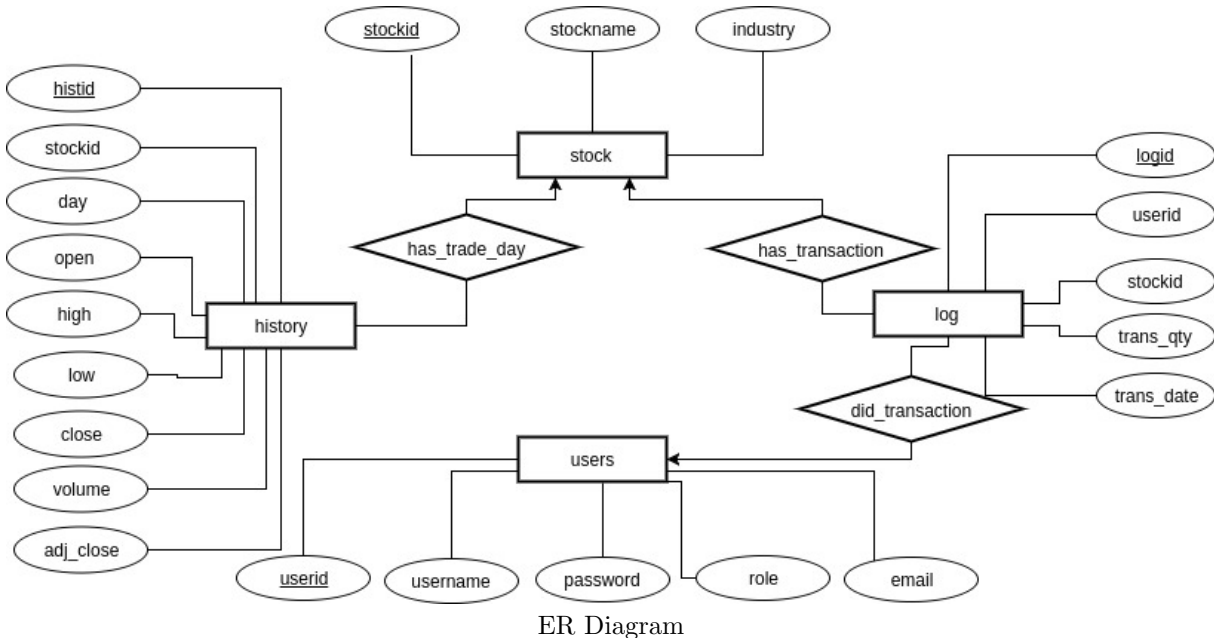 stockid
stockname
industry
histid
stockid
day
open
high
low
close
volume
adj_close
stock
has_trade_day
has_transaction
history
log
logid
userid
stockid
trans_qty
trans_date
did_transaction
users
userid
username
password
role
email
ER Diagram